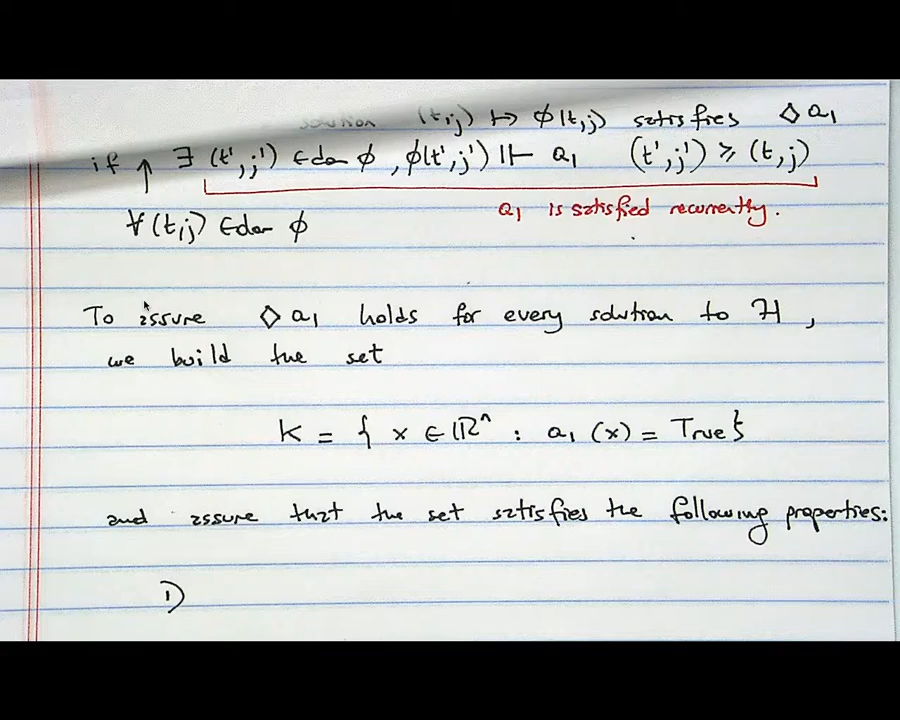 solution (t,j) ↦ ϕ(t,j) satisfies ◇ a₁
if ↑ ∃ (t',j') ∈ dom ϕ , ϕ(t',j') ⊩ a₁ (t',j') ≥ (t,j)
a₁ is satisfied recurrently.
∀ (t,j) ∈ dom ϕ
To assure ◇ a₁ holds for every solution to ℋ ,
we build the set
K = { x ∈ ℝⁿ : a₁ (x) = True}
and assure that the set satisfies the following properties:
1)